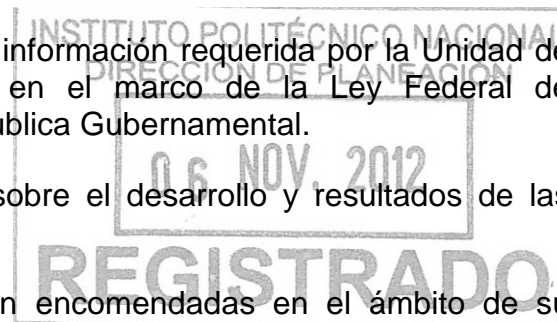 INSTITUTO POLITÉCNICO NACIONAL
información requerida por la Unidad de
DIRECCIÓN DE PLANEACIÓN
en el marco de la Ley Federal de
ública Gubernamental.
06 NOV. 2012
sobre el desarrollo y resultados de las
REGISTRADO
n encomendadas en el ámbito de su